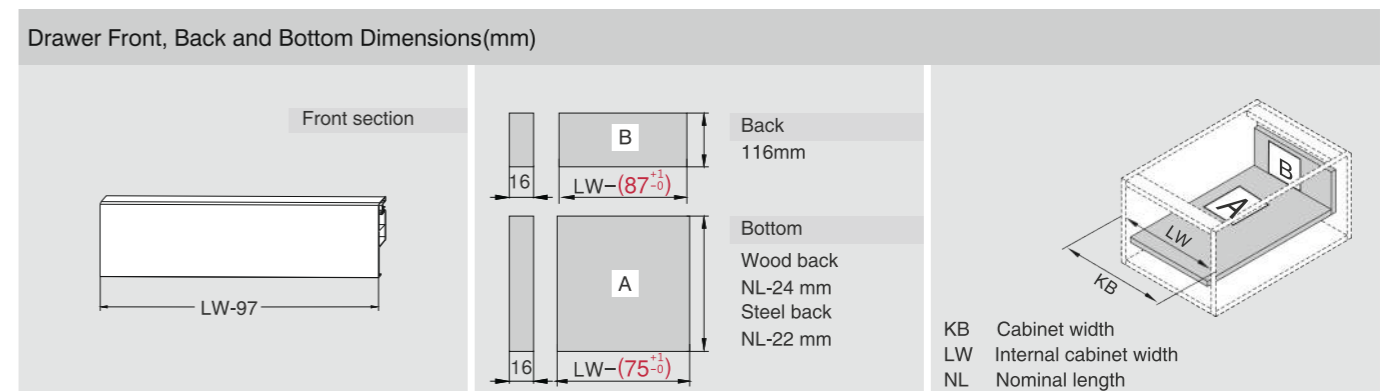 Drawer Front, Back and Bottom Dimensions(mm)
Front section
LW-97
B
16
LW-(87+1-0)
Back
116mm
A
16
LW-(75+1-0)
Bottom
Wood back
NL-24 mm
Steel back
NL-22 mm
B
A
LW
KB
KB Cabinet width
LW Internal cabinet width
NL Nominal length